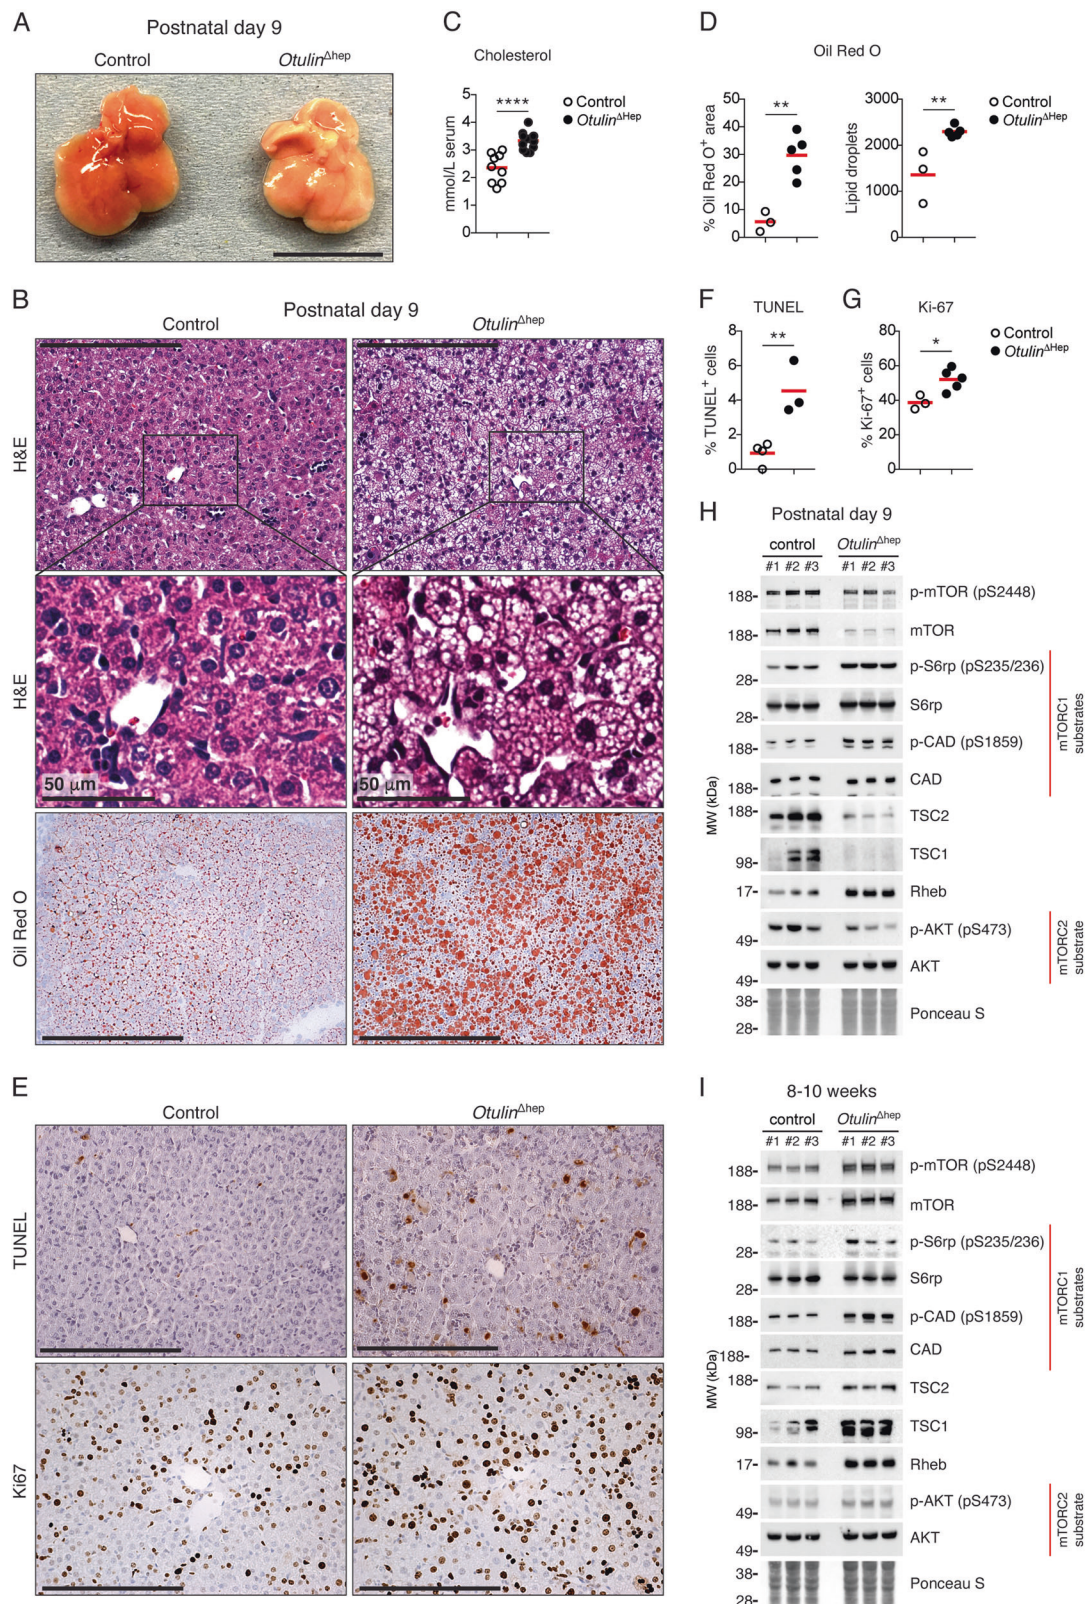 A
Postnatal day 9
Control
Otulin^Δhep
B
Postnatal day 9
Control
Otulin^Δhep
H&E
H&E
50 μm
50 μm
Oil Red O
C
Cholesterol
****
mmol/L serum
5
4
3
2
1
0
Control
Otulin^ΔHep
D
Oil Red O
**
% Oil Red O⁺ area
50
40
30
20
10
0
**
Lipid droplets
3000
2000
1000
0
Control
Otulin^ΔHep
E
Control
Otulin^Δhep
TUNEL
Ki67
F
TUNEL
**
% TUNEL⁺ cells
8
6
4
2
0
G
Ki-67
*
% Ki-67⁺ cells
80
60
40
20
0
Control
Otulin^ΔHep
H
Postnatal day 9
control
Otulin^Δhep
#1 #2 #3
#1 #2 #3
MW (kDa)
188-
p-mTOR (pS2448)
188-
mTOR
28-
p-S6rp (pS235/236)
28-
S6rp
188-
p-CAD (pS1859)
188-
CAD
188-
TSC2
98-
TSC1
17-
Rheb
49-
p-AKT (pS473)
49-
AKT
38-
28-
Ponceau S
mTORC1
substrates
mTORC2
substrate
I
8-10 weeks
control
Otulin^Δhep
#1 #2 #3
#1 #2 #3
MW (kDa)
188-
p-mTOR (pS2448)
188-
mTOR
28-
p-S6rp (pS235/236)
28-
S6rp
188-
p-CAD (pS1859)
188-
CAD
188-
TSC2
98-
TSC1
17-
Rheb
49-
p-AKT (pS473)
49-
AKT
38-
28-
Ponceau S
mTORC1
substrates
mTORC2
substrate